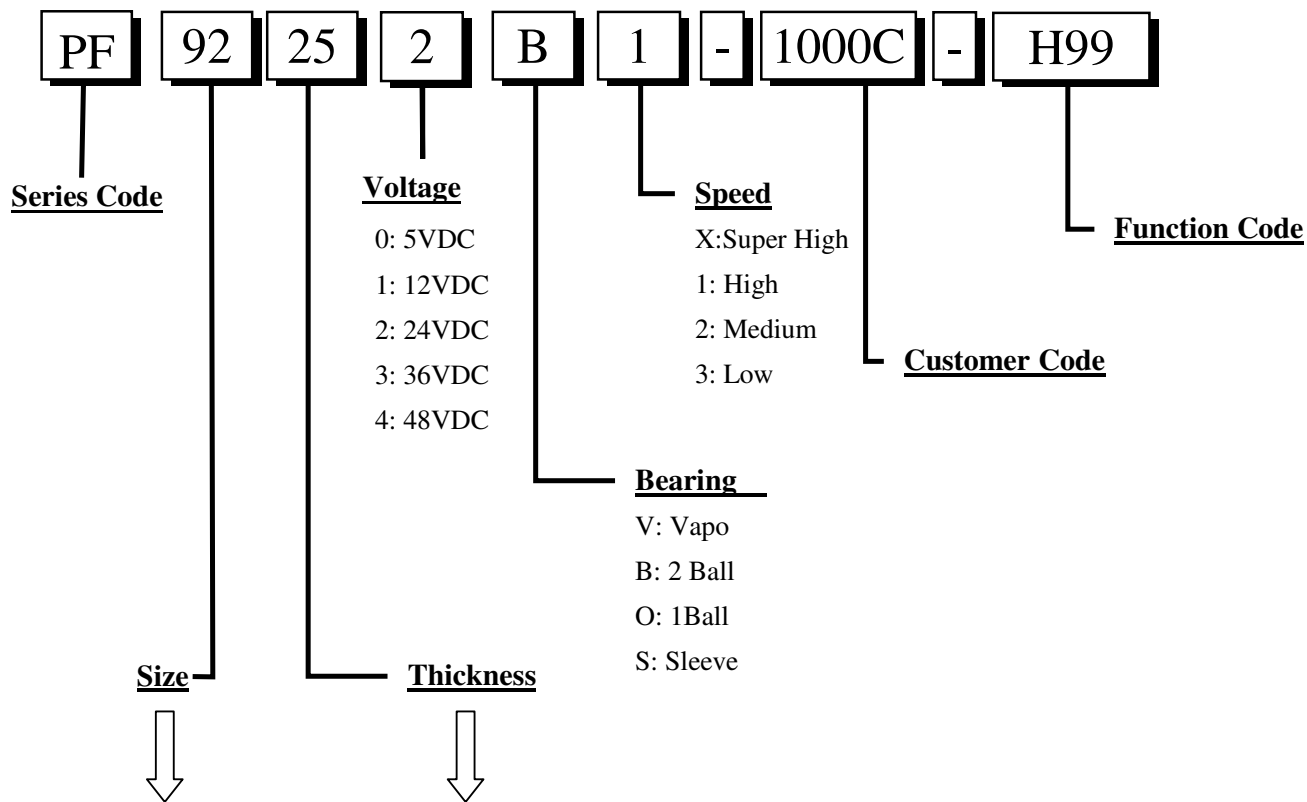 PF 92 25 2 B 1 - 1000C - H99
Series Code
Voltage
0: 5VDC
1: 12VDC
2: 24VDC
3: 36VDC
4: 48VDC
Speed
X:Super High
1: High
2: Medium
3: Low
Function Code
Customer Code
Bearing
V: Vapo
B: 2 Ball
O: 1Ball
S: Sleeve
Size
Thickness